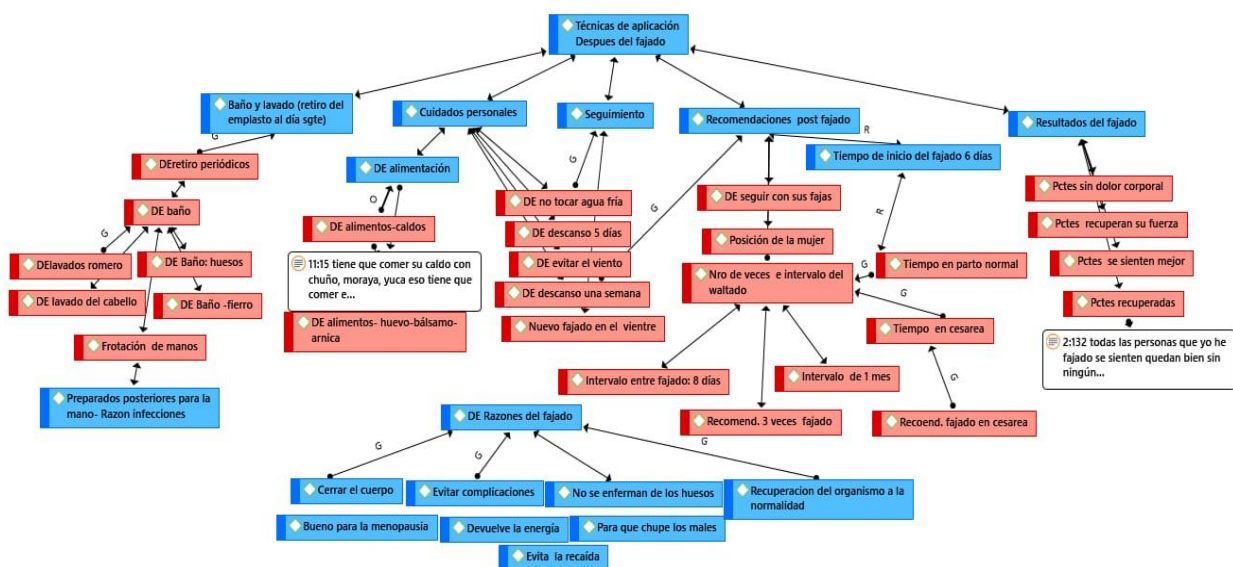 Técnicas de aplicación
Despues del fajado
Baño y lavado (retiro del
emplasto al día sgte)
Cuidados personales
Seguimiento
Recomendaciones post fajado
Resultados del fajado
G
R
DEretiro periódicos
DE alimentación
G
Tiempo de inicio del fajado 6 días
DE baño
O
DE no tocar agua fría
G
DE seguir con sus fajas
R
Pctes sin dolor corporal
G
DE alimentos-caldos
DE descanso 5 días
Posición de la mujer
Pctes recuperan su fuerza
DElavados romero
DE Baño: huesos
11:15 tiene que comer su caldo con
chuño, moraya, yuca eso tiene que
comer e...
DE evitar el viento
Nro de veces e intervalo del
waltado
G
Tiempo en parto normal
Pctes se sienten mejor
DE lavado del cabello
DE Baño -fierro
DE descanso una semana
G
Pctes recuperadas
DE alimentos- huevo-bálsamo-
arnica
Nuevo fajado en el vientre
Tiempo en cesarea
Frotación de manos
2:132 todas las personas que yo he
fajado se sienten quedan bien sin
ningún...
Intervalo entre fajado: 8 días
Intervalo de 1 mes
G
Preparados posteriores para la
mano- Razon infecciones
DE Razones del fajado
Recomend. 3 veces fajado
Recoend. fajado en cesarea
G
G
G
Cerrar el cuerpo
Evitar complicaciones
No se enferman de los huesos
Recuperacion del organismo a la
normalidad
Bueno para la menopausia
Devuelve la energía
Para que chupe los males
Evita la recaída